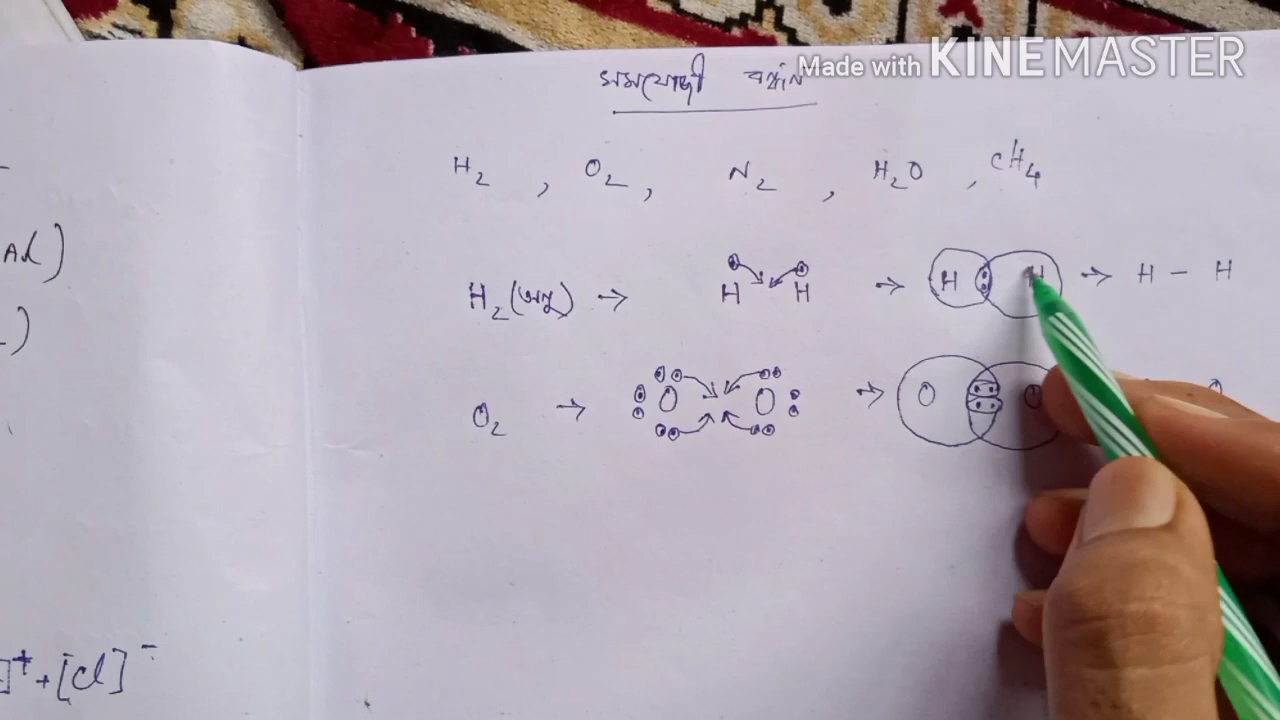 Made with KINEMASTER
সমযোজী বন্ধন
H₂ , O₂ , N₂ , H₂O , CH₄
H₂ (অনু) → H H → H : H → H – H
O₂ → O O → O :: O O
]⁺ + [Cl]⁻